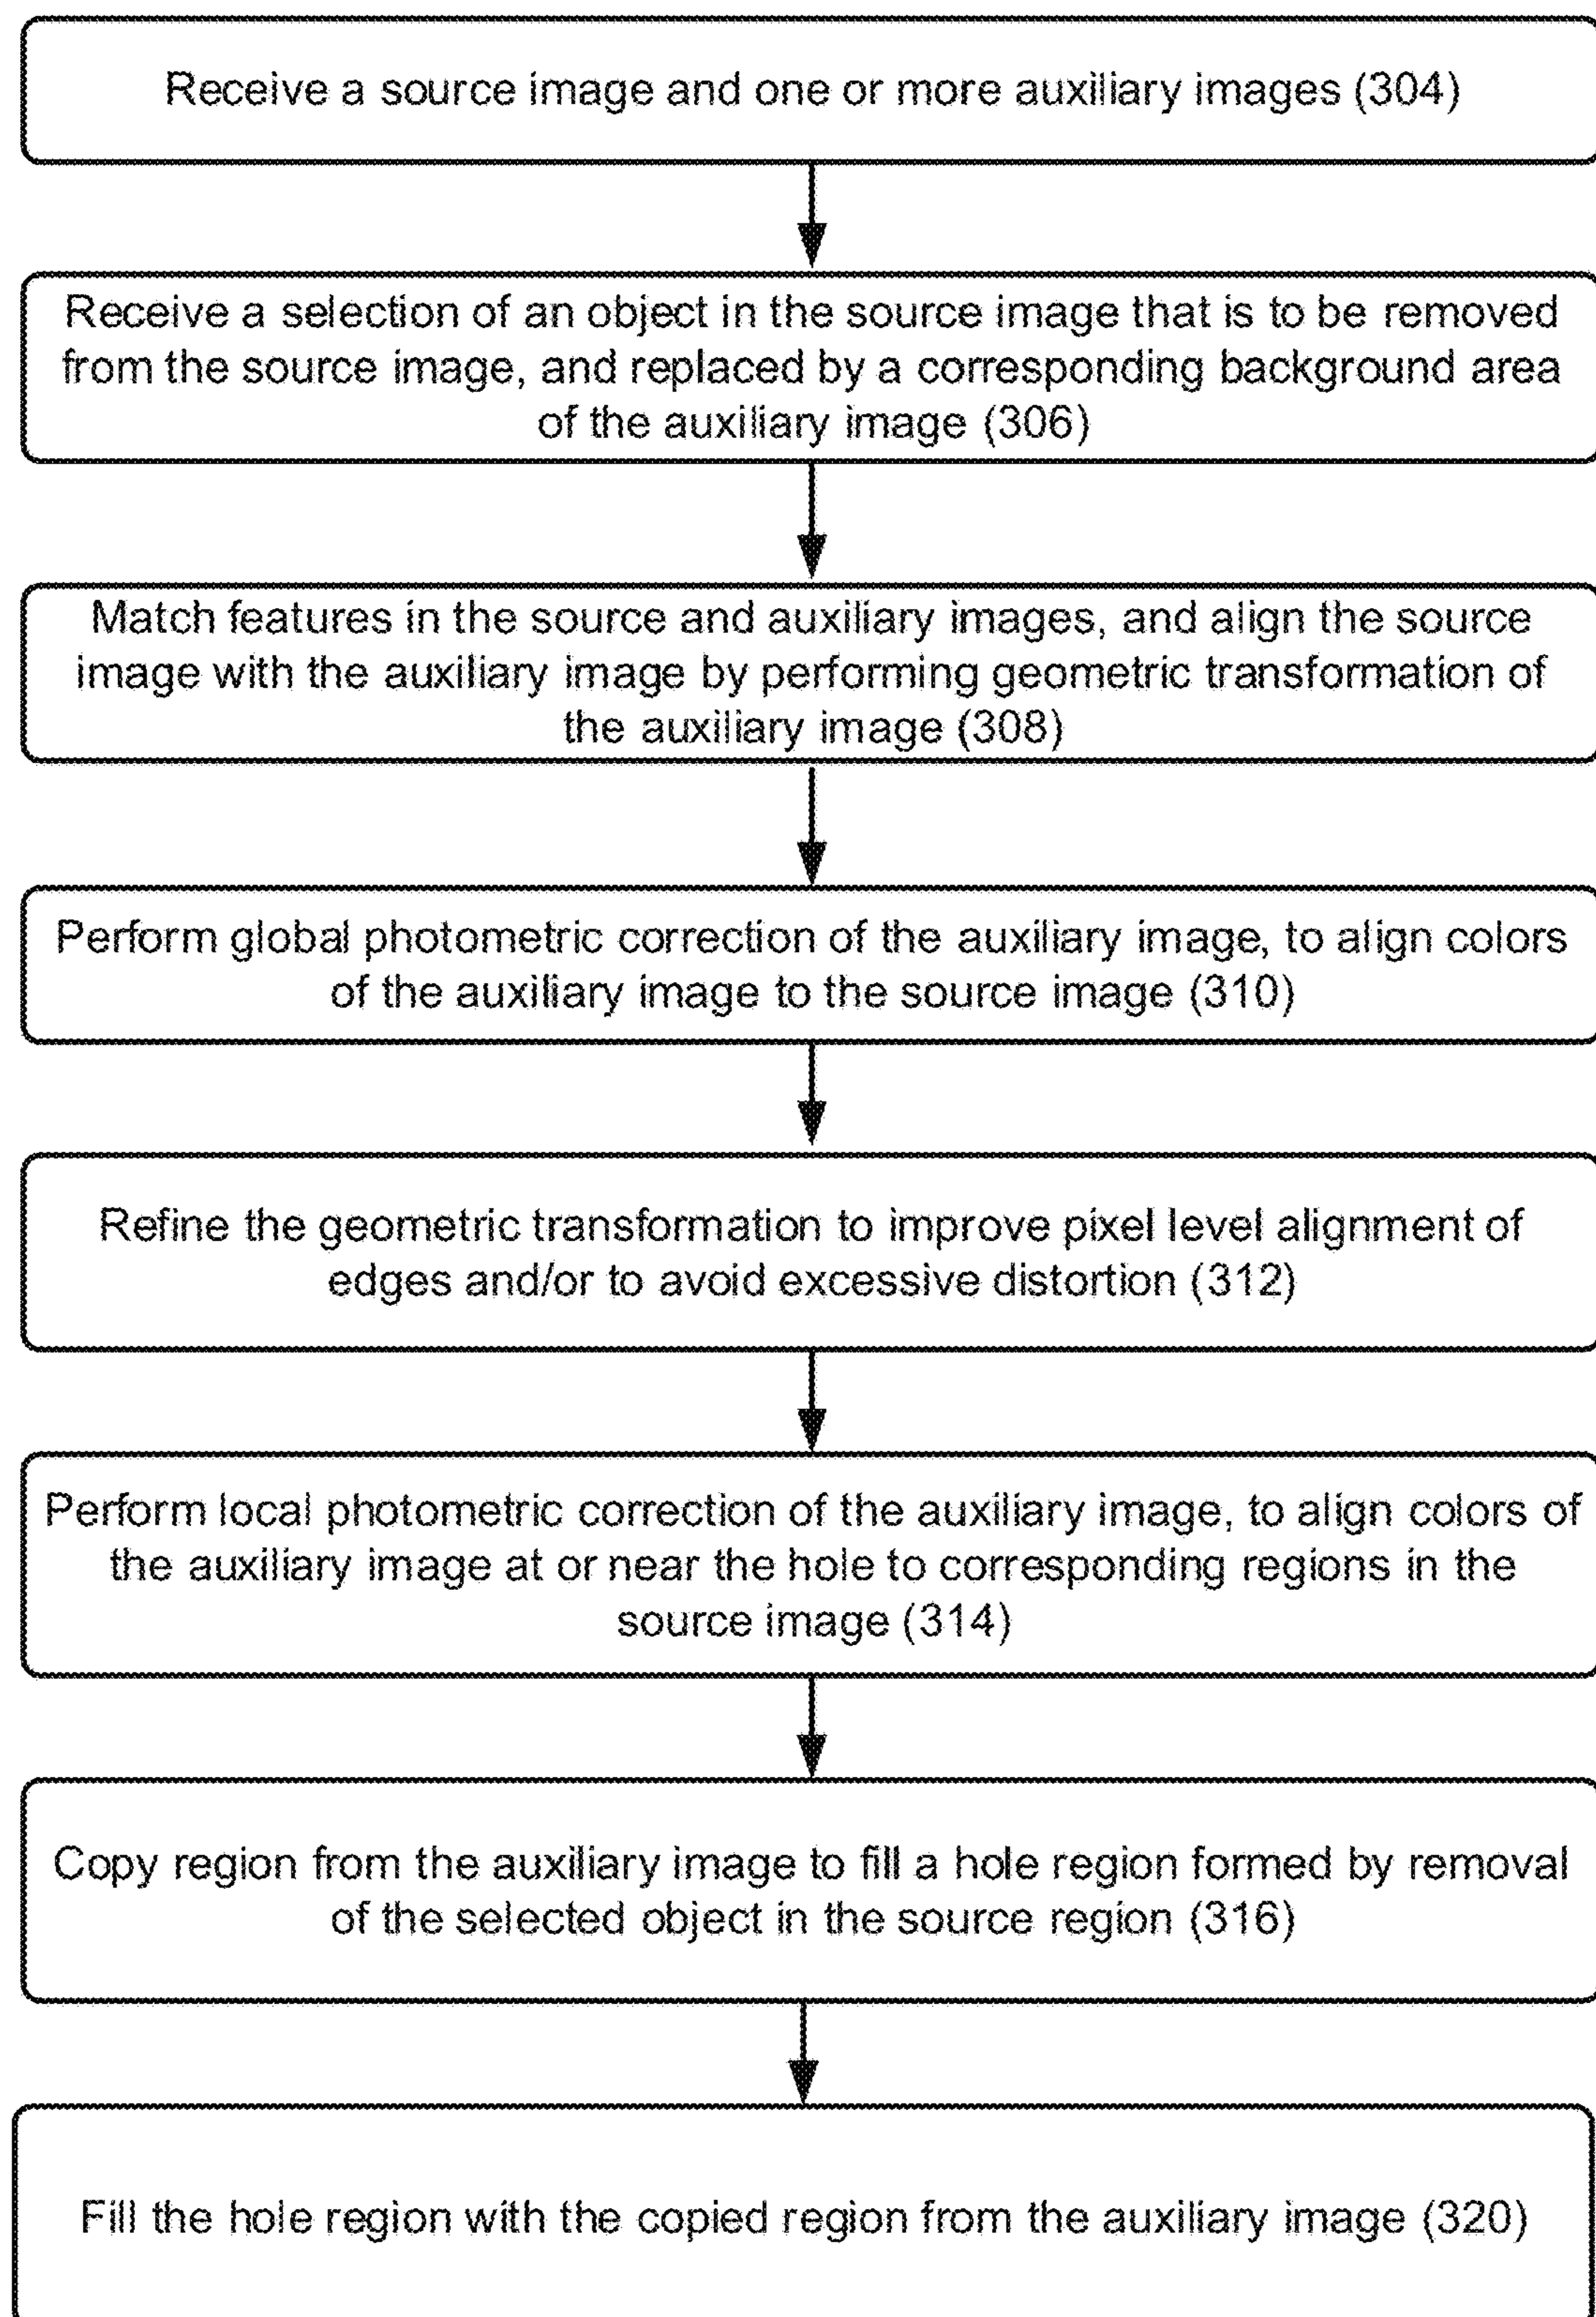 Receive a source image and one or more auxiliary images (304)
Receive a selection of an object in the source image that is to be removed
from the source image, and replaced by a corresponding background area
of the auxiliary image (306)
Match features in the source and auxiliary images, and align the source
image with the auxiliary image by performing geometric transformation of
the auxiliary image (308)
Perform global photometric correction of the auxiliary image, to align colors
of the auxiliary image to the source image (310)
Refine the geometric transformation to improve pixel level alignment of
edges and/or to avoid excessive distortion (312)
Perform local photometric correction of the auxiliary image, to align colors of
the auxiliary image at or near the hole to corresponding regions in the
source image (314)
Copy region from the auxiliary image to fill a hole region formed by removal
of the selected object in the source region (316)
Fill the hole region with the copied region from the auxiliary image (320)